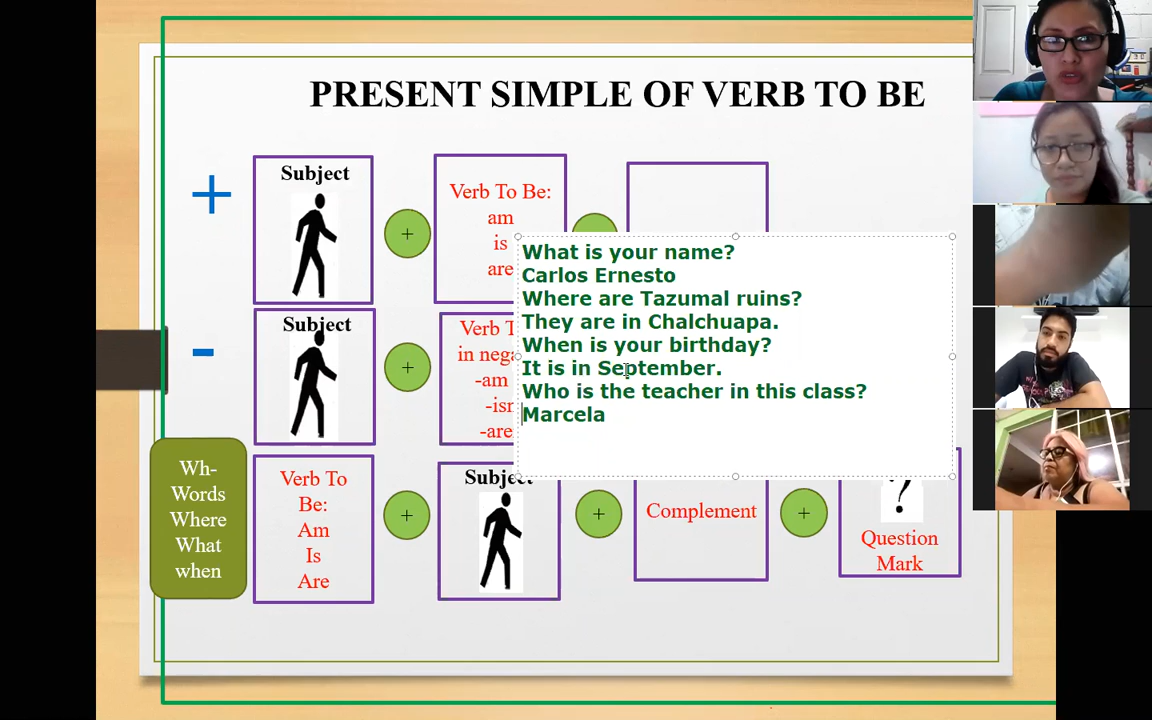 PRESENT SIMPLE OF VERB TO BE
+
Subject
+
Verb To Be:
am
is
are
What is your name?
Carlos Ernesto
Where are Tazumal ruins?
They are in Chalchuapa.
When is your birthday?
It is in September.
Who is the teacher in this class?
Marcela
-
Subject
+
Verb T
in nega
-am
-isn
-are
Wh-
Words
Where
What
when
Verb To
Be:
Am
Is
Are
+
Subject
+
Complement
+
?
Question
Mark